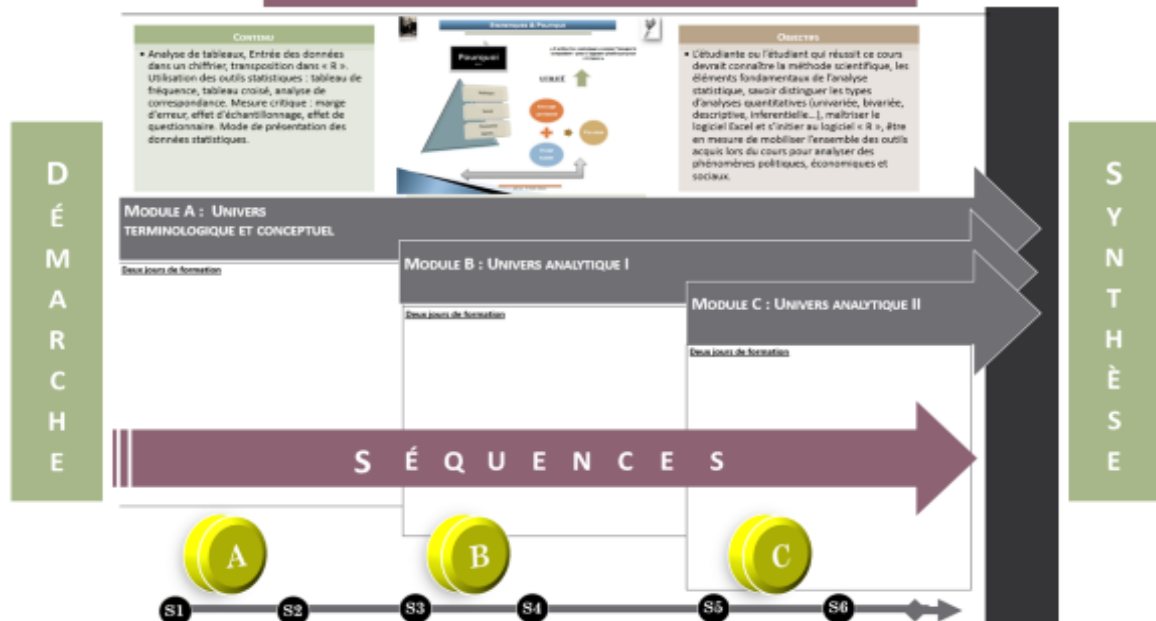 CONTENU
• Analyse de tableaux, Entrée des données
dans un chiffrier, transposition dans « R ».
Utilisation des outils statistiques : tableau de
fréquence, tableau croisé, analyse de
correspondance. Mesure critique : marge
d'erreur, effet d'échantillonnage, effet de
questionnaire. Mode de présentation des
données statistiques.
Pourquoi
OBJECTIFS
• L'étudiante ou l'étudiant qui réussit ce cours
devrait connaître la méthode scientifique, les
éléments fondamentaux de l'analyse
statistique, savoir distinguer les types
d'analyses quantitatives (univariée, bivariée,
descriptive, inferentielle...), maîtriser le
logiciel Excel et s'initier au logiciel « R », être
en mesure de mobiliser l'ensemble des outils
acquis lors du cours pour analyser des
phénomènes politiques, économiques et
sociaux.
DÉMARCHE
MODULE A : UNIVERS
TERMINOLOGIQUE ET CONCEPTUEL
Deux jours de formation
MODULE B : UNIVERS ANALYTIQUE I
Deux jours de formation
MODULE C : UNIVERS ANALYTIQUE II
Deux jours de formation
SYNTHÈSE
SÉQUENCES
A
B
C
S1
S2
S3
S4
S5
S6